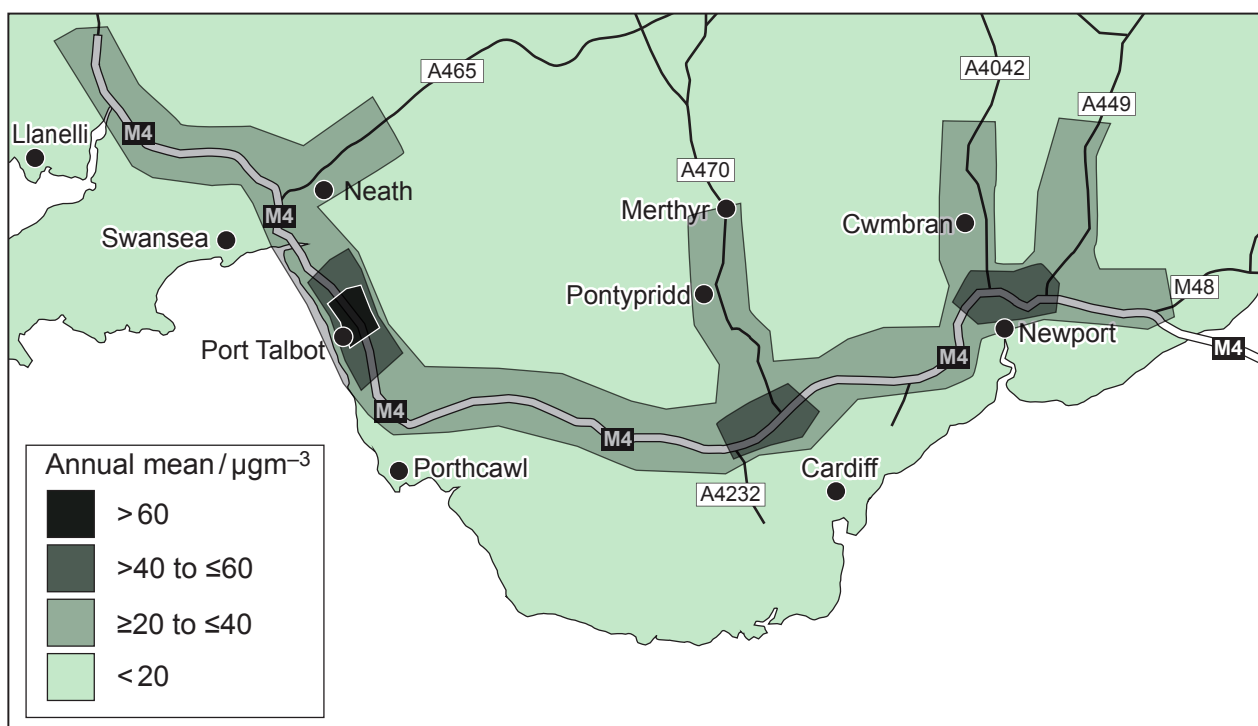 A465
A4042
A449
Llanelli
M4
Neath
A470
Merthyr
M4
Cwmbran
Swansea
Pontypridd
M48
Port Talbot
Newport
M4
M4
M4
M4
Porthcawl
Cardiff
A4232
Annual mean / μgm⁻³
> 60
>40 to ≤60
≥20 to ≤40
< 20